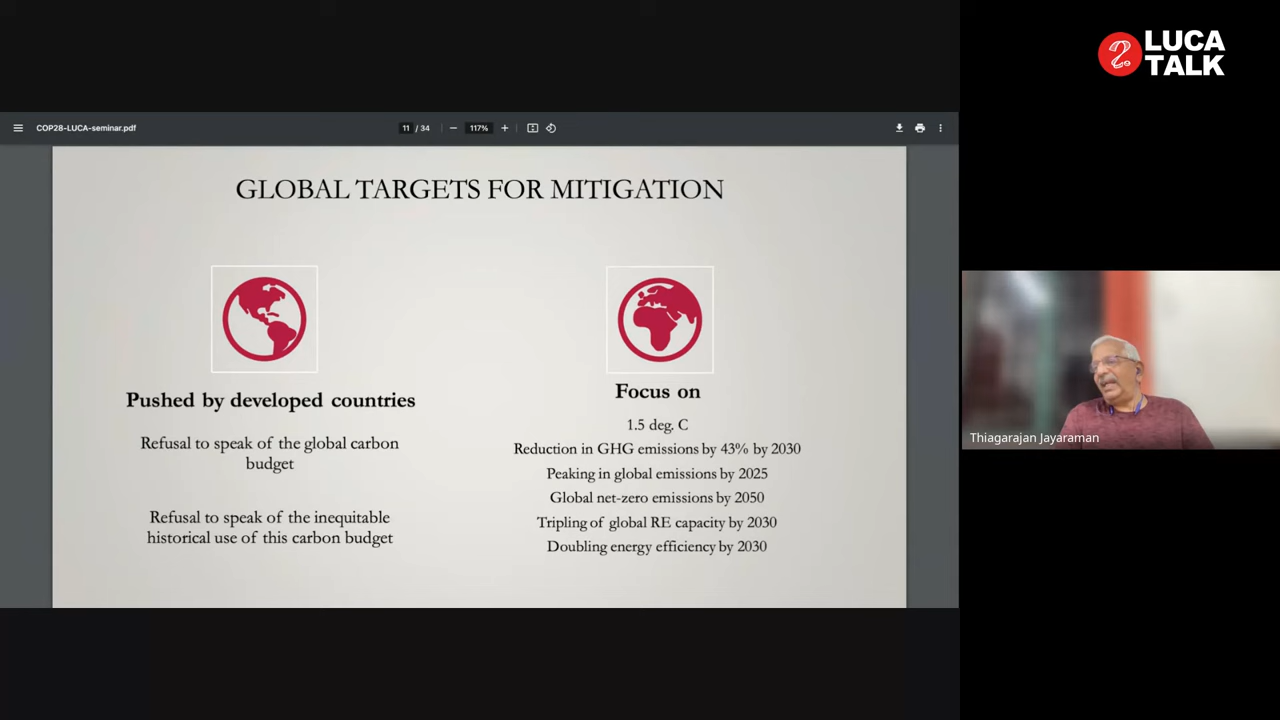 LUCA
TALK
COP28-LUCA-seminar.pdf
11 / 34
117%
GLOBAL TARGETS FOR MITIGATION
Pushed by developed countries
Refusal to speak of the global carbon
budget
Refusal to speak of the inequitable
historical use of this carbon budget
Focus on
1.5 deg. C
Reduction in GHG emissions by 43% by 2030
Peaking in global emissions by 2025
Global net-zero emissions by 2050
Tripling of global RE capacity by 2030
Doubling energy efficiency by 2030
Thiagarajan Jayaraman